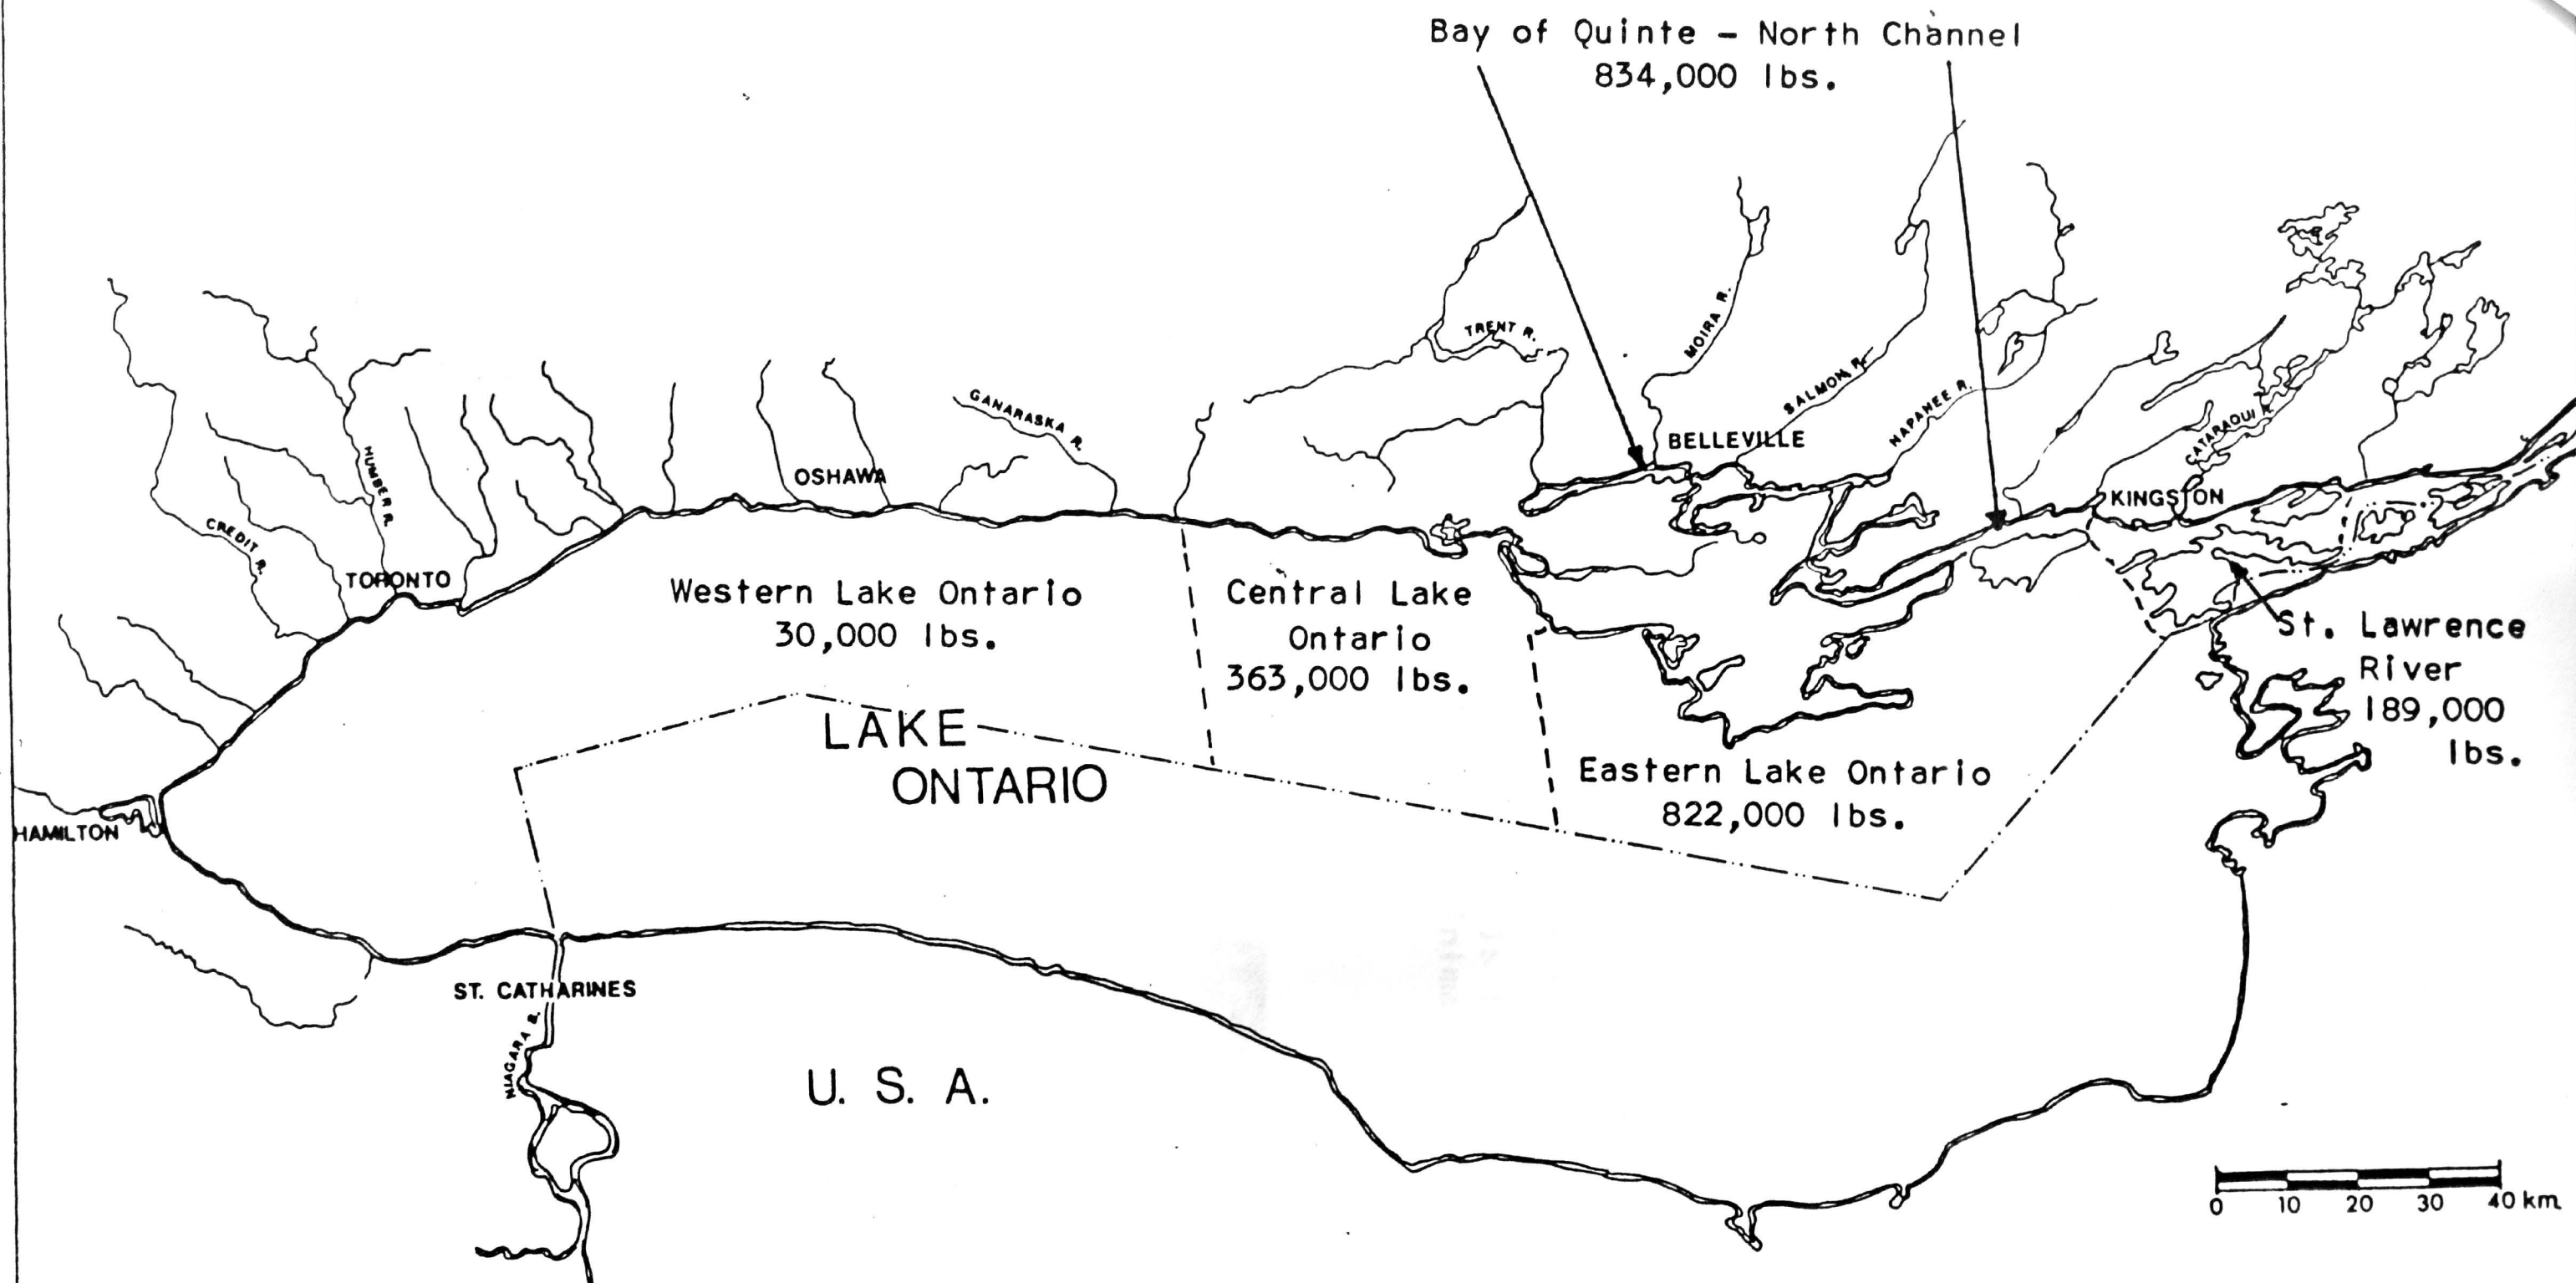 Bay of Quinte - North Channel
834,000 lbs.
TRENT R.
MOIRA R.
SALMON R.
NAPANEE R.
CATARAQUI R.
GANARASKA R.
HUMBER R.
CREDIT R.
BELLEVILLE
OSHAWA
KINGSTON
TORONTO
Western Lake Ontario
30,000 lbs.
Central Lake
Ontario
363,000 lbs.
St. Lawrence
River
189,000
lbs.
LAKE
ONTARIO
Eastern Lake Ontario
822,000 lbs.
HAMILTON
ST. CATHARINES
NIAGARA R.
U. S. A.
0 10 20 30 40 km